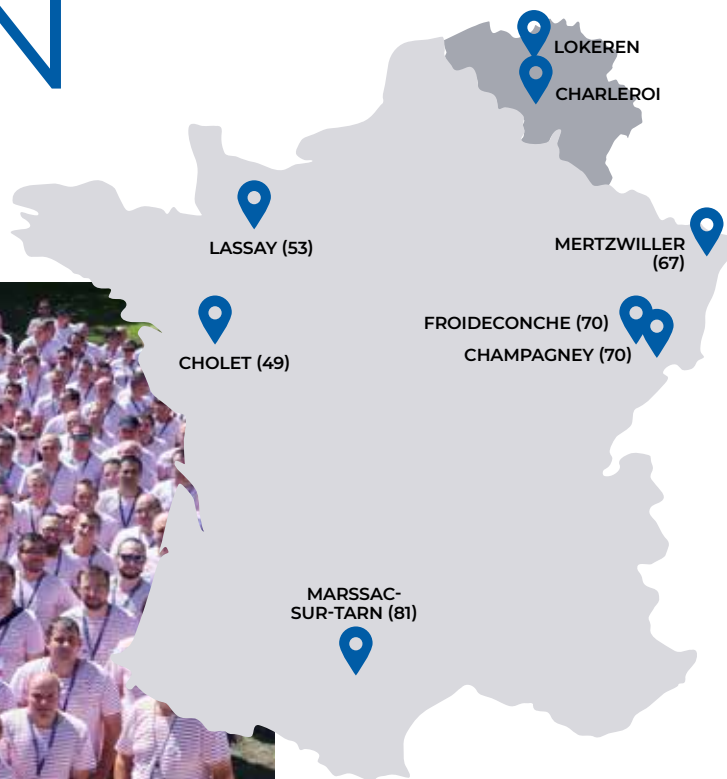 N
LOKEREN
CHARLEROI
LASSAY (53)
MERTZWILLER
(67)
FROIDECONCHE (70)
CHOLET (49)
CHAMPAGNEY (70)
MARSSAC-
SUR-TARN (81)